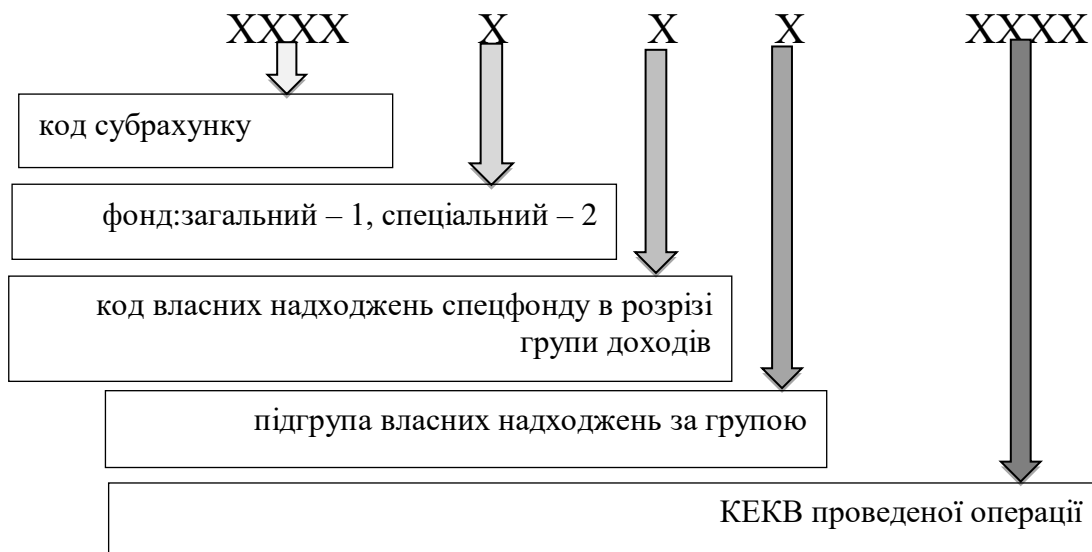 XXXX X X X XXXX
код субрахунку
фонд:загальний – 1, спеціальний – 2
код власних надходжень спецфонду в розрізі
групи доходів
підгрупа власних надходжень за групою
КЕКВ проведеної операції